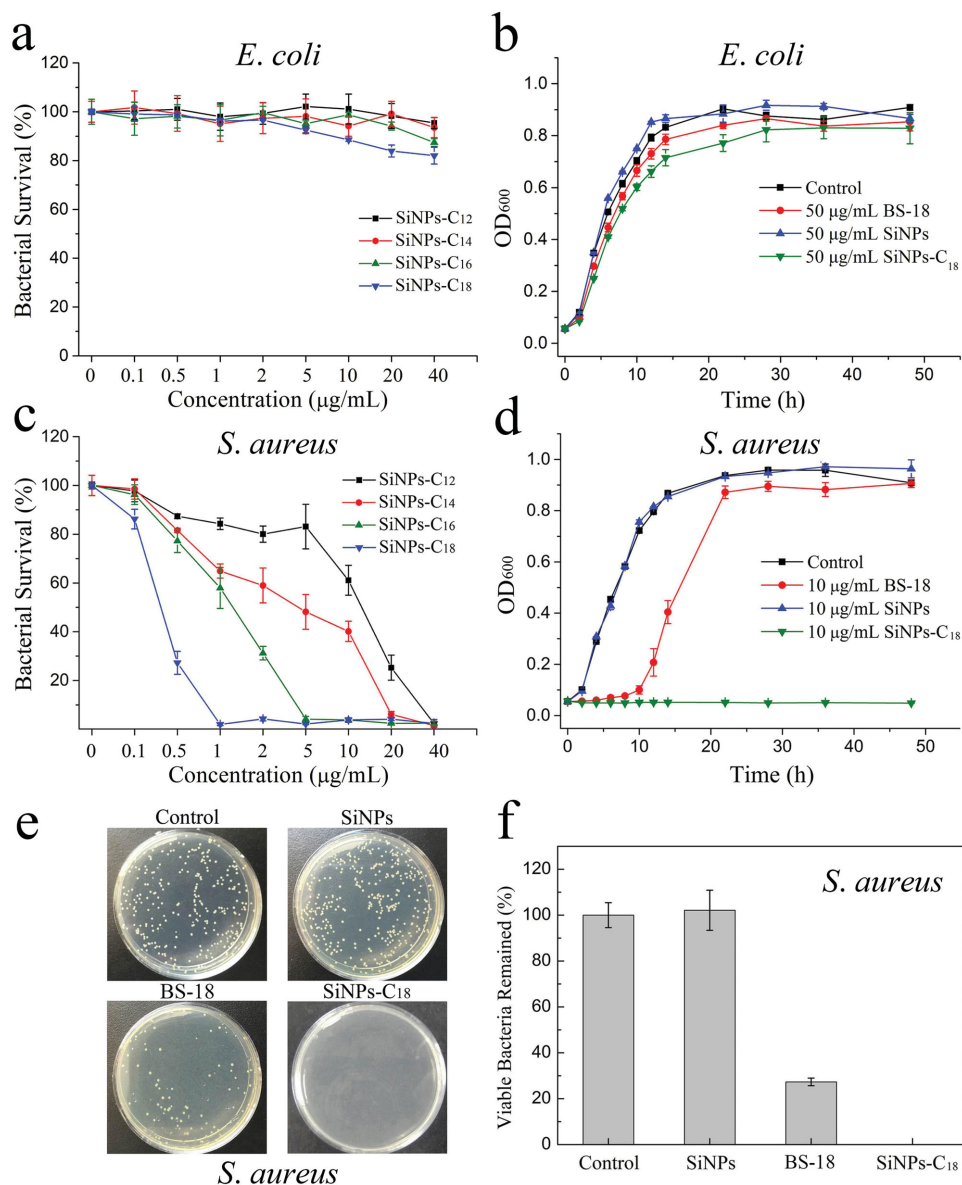 a
E. coli
Bacterial Survival (%)
120
100
80
60
40
20
0
SiNPs-C12
SiNPs-C14
SiNPs-C16
SiNPs-C18
0 0.1 0.5 1 2 5 10 20 40
Concentration (μg/mL)
b
E. coli
OD600
1.0
0.8
0.6
0.4
0.2
0.0
Control
50 μg/mL BS-18
50 μg/mL SiNPs
50 μg/mL SiNPs-C18
0 10 20 30 40 50
Time (h)
c
S. aureus
Bacterial Survival (%)
120
100
80
60
40
20
SiNPs-C12
SiNPs-C14
SiNPs-C16
SiNPs-C18
0 0.1 0.5 1 2 5 10 20 40
Concentration (μg/mL)
d
S. aureus
OD600
1.0
0.8
0.6
0.4
0.2
0.0
Control
10 μg/mL BS-18
10 μg/mL SiNPs
10 μg/mL SiNPs-C18
0 10 20 30 40 50
Time (h)
e
Control SiNPs
BS-18 SiNPs-C18
S. aureus
f
S. aureus
Viable Bacteria Remained (%)
120
100
80
60
40
20
0
Control SiNPs BS-18 SiNPs-C18